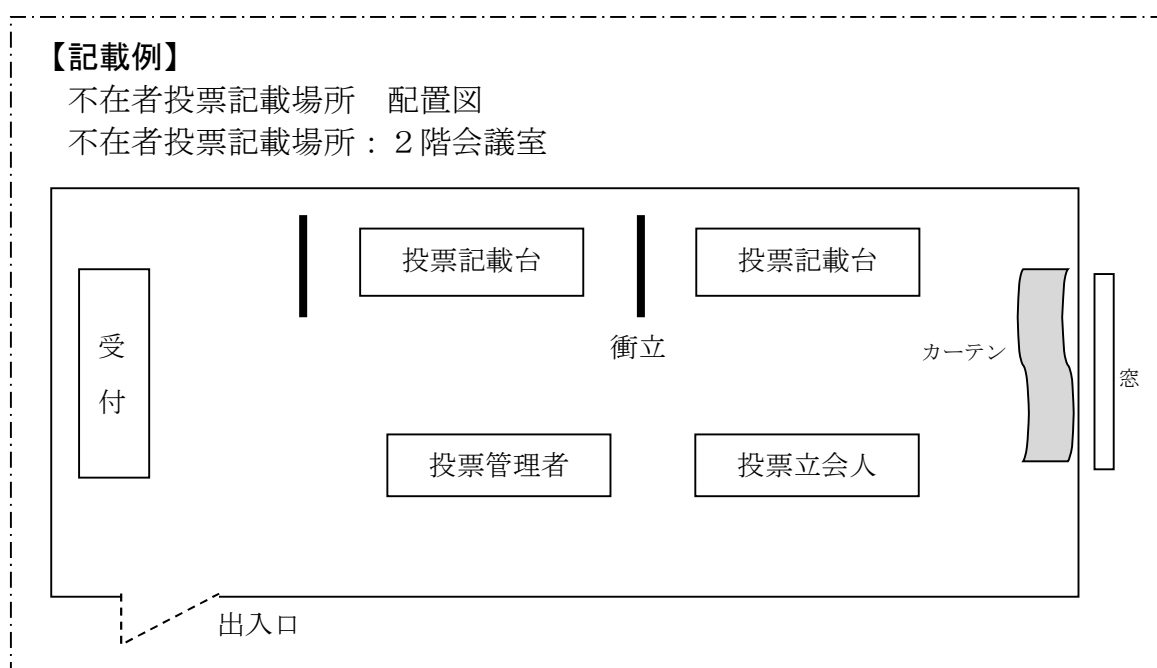 【記載例】
不在者投票記載場所　配置図
不在者投票記載場所：２階会議室
投票記載台
投票記載台
受付
衝立
カーテン
窓
投票管理者
投票立会人
出入口